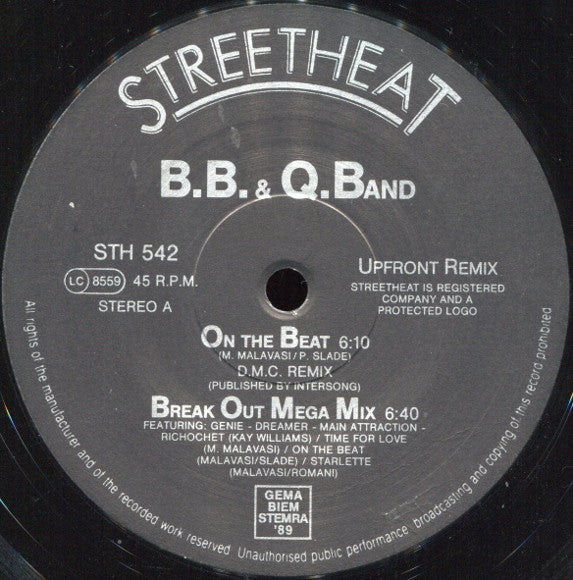 STREETHEAT
B.B. & Q.BAND
STH 542
LC 8559 45 R.P.M.
STEREO A
UPFRONT REMIX
STREETHEAT IS REGISTERED
COMPANY AND A
PROTECTED LOGO
ON THE BEAT 6:10
(M. MALAVASI/P. SLADE)
D.M.C. REMIX
(PUBLISHED BY INTERSONG)
BREAK OUT MEGA MIX 6:40
FEATURING: GENIE - DREAMER - MAIN ATTRACTION -
RICHOCHET (KAY WILLIAMS) / TIME FOR LOVE
(M. MALAVASI) / ON THE BEAT
(MALAVASI/SLADE) / STARLETTE
(MALAVASI/ROMANI)
GEMA
BIEM
STEMRA
'89
All rights of the manufacturer and of the recorded work reserved Unauthorised public performance, broadcasting and copying of this record prohibited